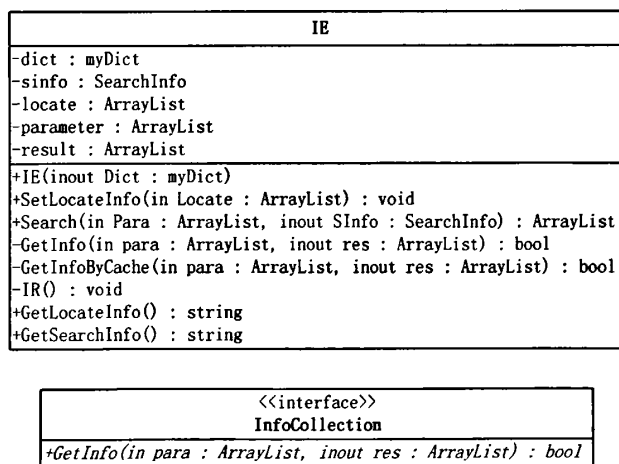 IE
-dict : myDict
-sinfo : SearchInfo
-locate : ArrayList
-parameter : ArrayList
-result : ArrayList
+IE(inout Dict : myDict)
+SetLocateInfo(in Locate : ArrayList) : void
+Search(in Para : ArrayList, inout SInfo : SearchInfo) : ArrayList
-GetInfo(in para : ArrayList, inout res : ArrayList) : bool
-GetInfoByCache(in para : ArrayList, inout res : ArrayList) : bool
-IR() : void
+GetLocateInfo() : string
+GetSearchInfo() : string
<<interface>>
InfoCollection
+GetInfo(in para : ArrayList, inout res : ArrayList) : bool